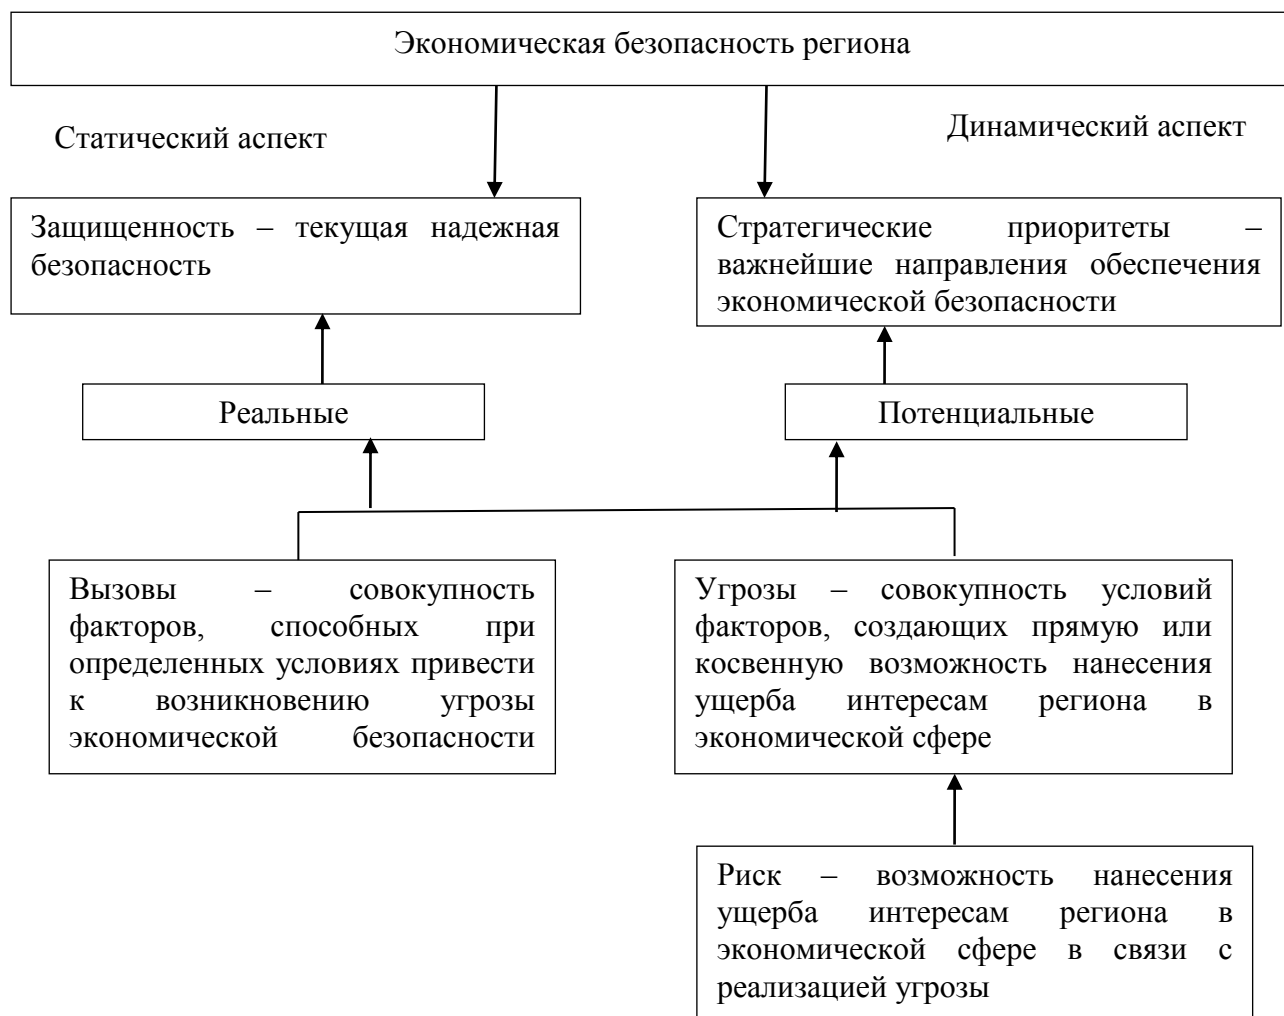 Экономическая безопасность региона
Статический аспект
Динамический аспект
Защищенность – текущая надежная
безопасность
Стратегические приоритеты –
важнейшие направления обеспечения
экономической безопасности
Реальные
Потенциальные
Вызовы – совокупность
факторов, способных при
определенных условиях привести
к возникновению угрозы
экономической безопасности
Угрозы – совокупность условий
факторов, создающих прямую или
косвенную возможность нанесения
ущерба интересам региона в
экономической сфере
Риск – возможность нанесения
ущерба интересам региона в
экономической сфере в связи с
реализацией угрозы